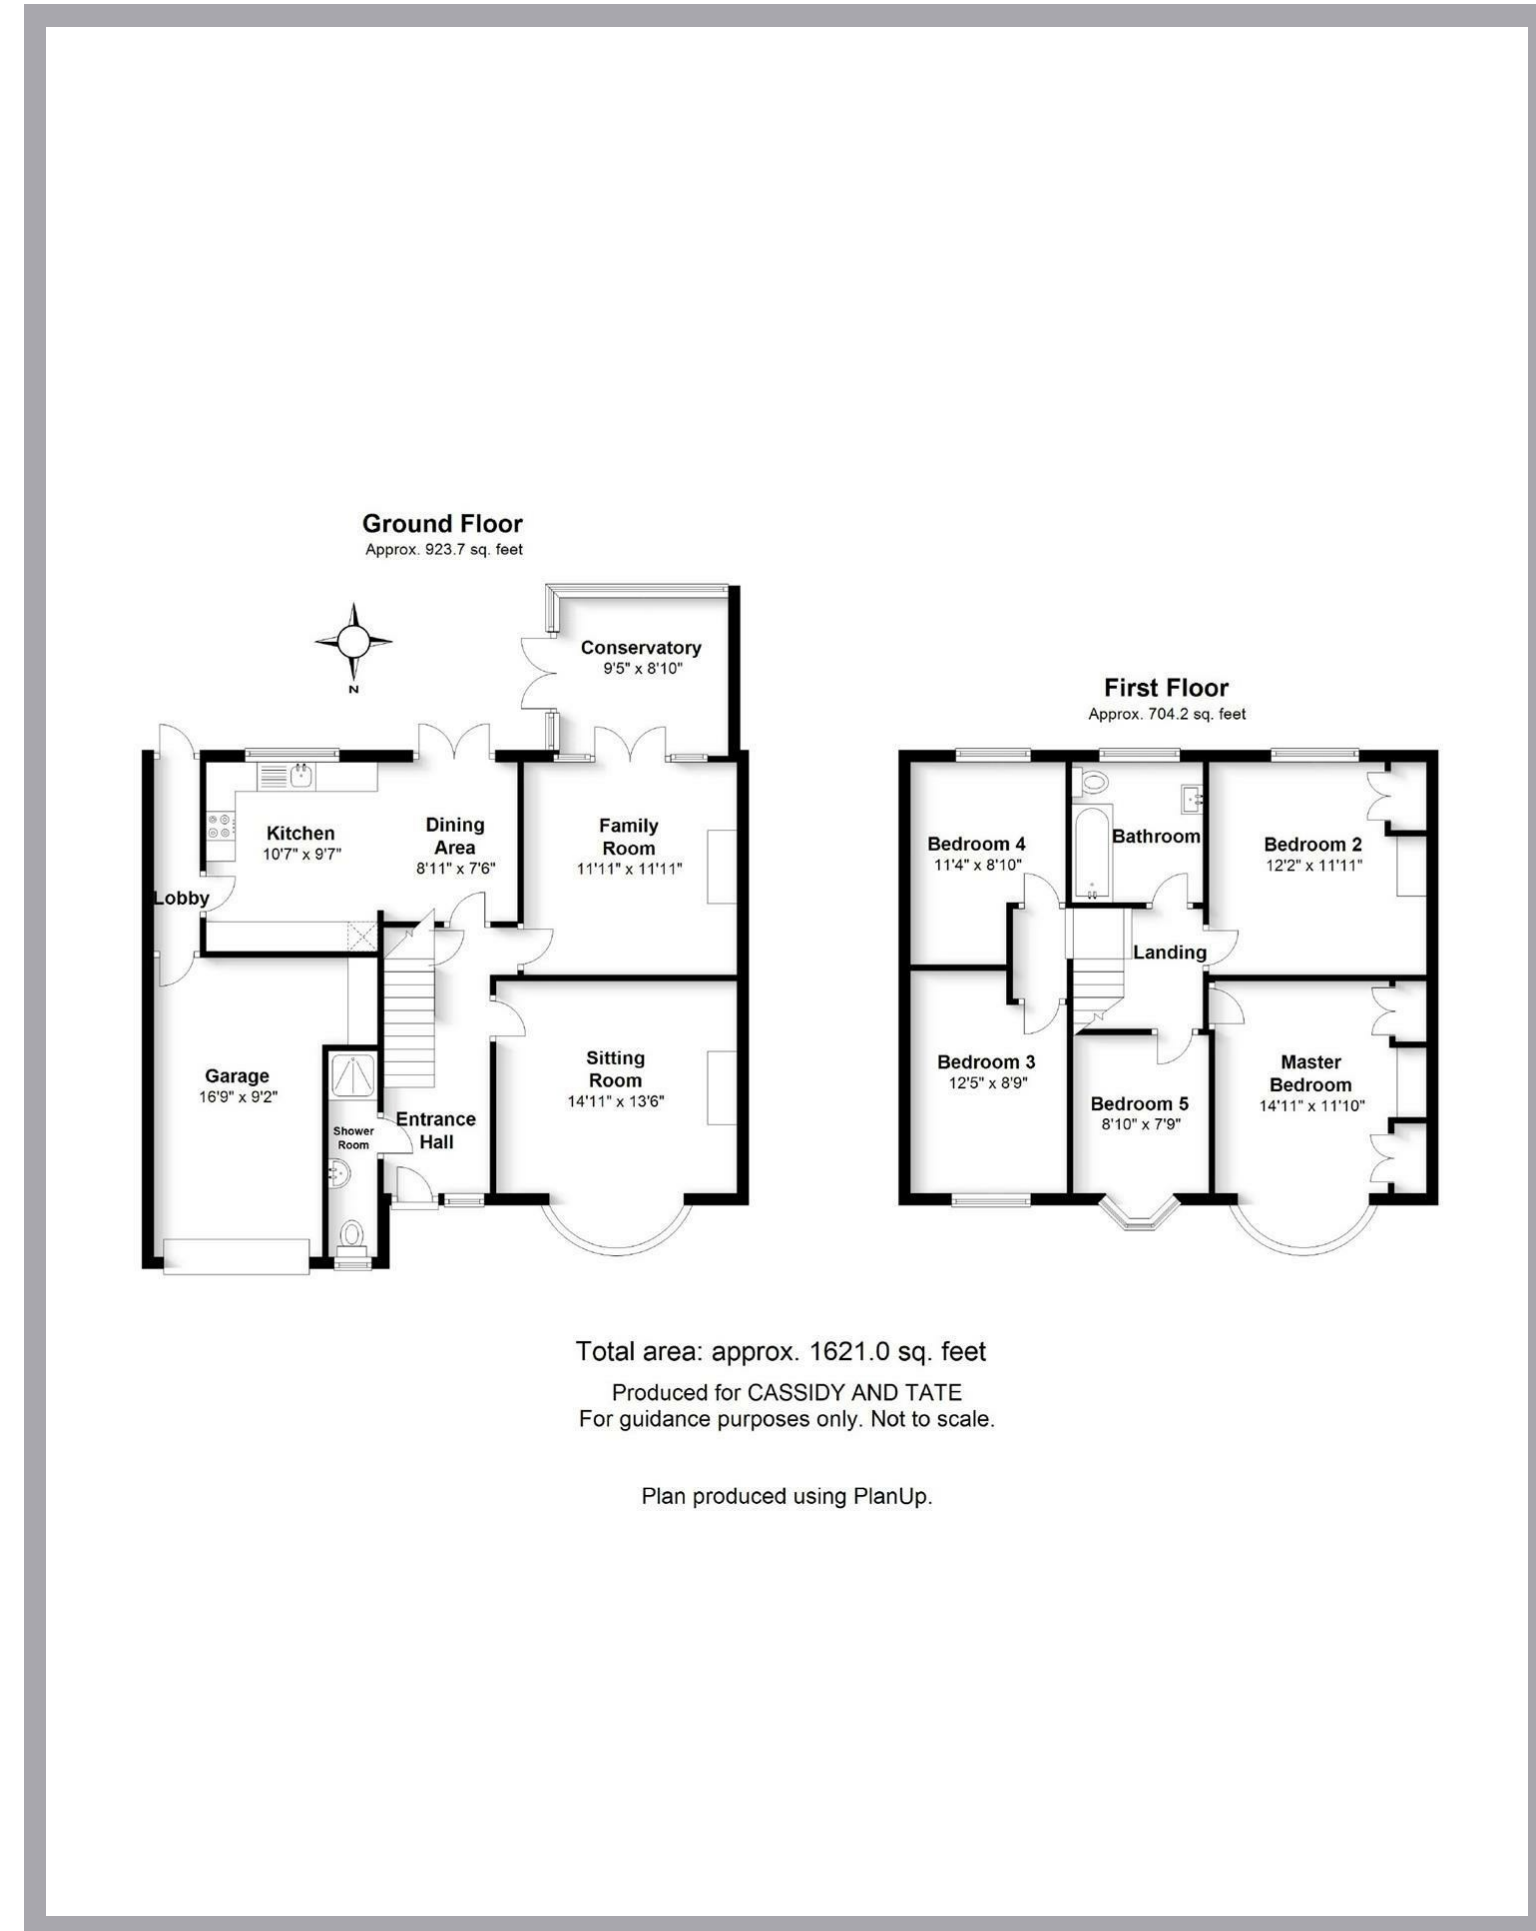 Ground Floor
Approx. 923.7 sq. feet
N
Conservatory
9'5" x 8'10"
Kitchen
10'7" x 9'7"
Dining
Area
8'11" x 7'6"
Family
Room
11'11" x 11'11"
Lobby
Garage
16'9" x 9'2"
Shower
Room
Entrance
Hall
Sitting
Room
14'11" x 13'6"
First Floor
Approx. 704.2 sq. feet
Bedroom 4
11'4" x 8'10"
Bathroom
Bedroom 2
12'2" x 11'11"
Landing
Bedroom 3
12'5" x 8'9"
Bedroom 5
8'10" x 7'9"
Master
Bedroom
14'11" x 11'10"
Total area: approx. 1621.0 sq. feet
Produced for CASSIDY AND TATE
For guidance purposes only. Not to scale.
Plan produced using PlanUp.